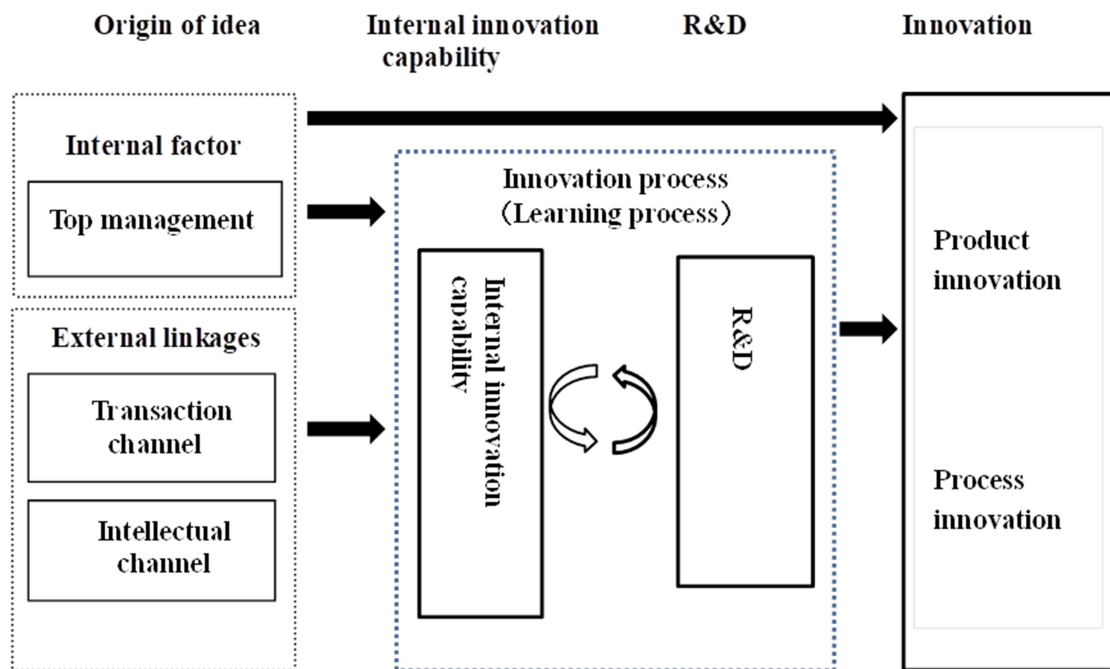 Origin of idea
Internal innovation
capability
R&D
Innovation
Internal factor
Top management
External linkages
Transaction
channel
Intellectual
channel
Innovation process
（Learning process）
Internal innovation
capability
R&D
Product
innovation
Process
innovation